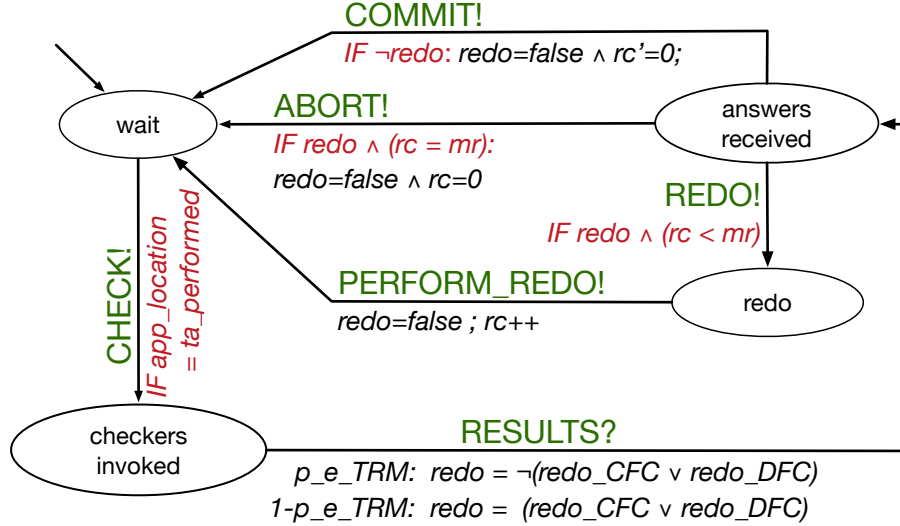 COMMIT!
IF ¬redo: redo=false ∧ rc’=0;
wait
ABORT!
answers
received
IF redo ∧ (rc = mr):
redo=false ∧ rc=0
REDO!
IF redo ∧ (rc < mr)
CHECK!
IF app_location
= ta_performed
PERFORM_REDO!
redo=false ; rc++
redo
checkers
invoked
RESULTS?
p_e_TRM: redo = ¬(redo_CFC ∨ redo_DFC)
1-p_e_TRM: redo = (redo_CFC ∨ redo_DFC)